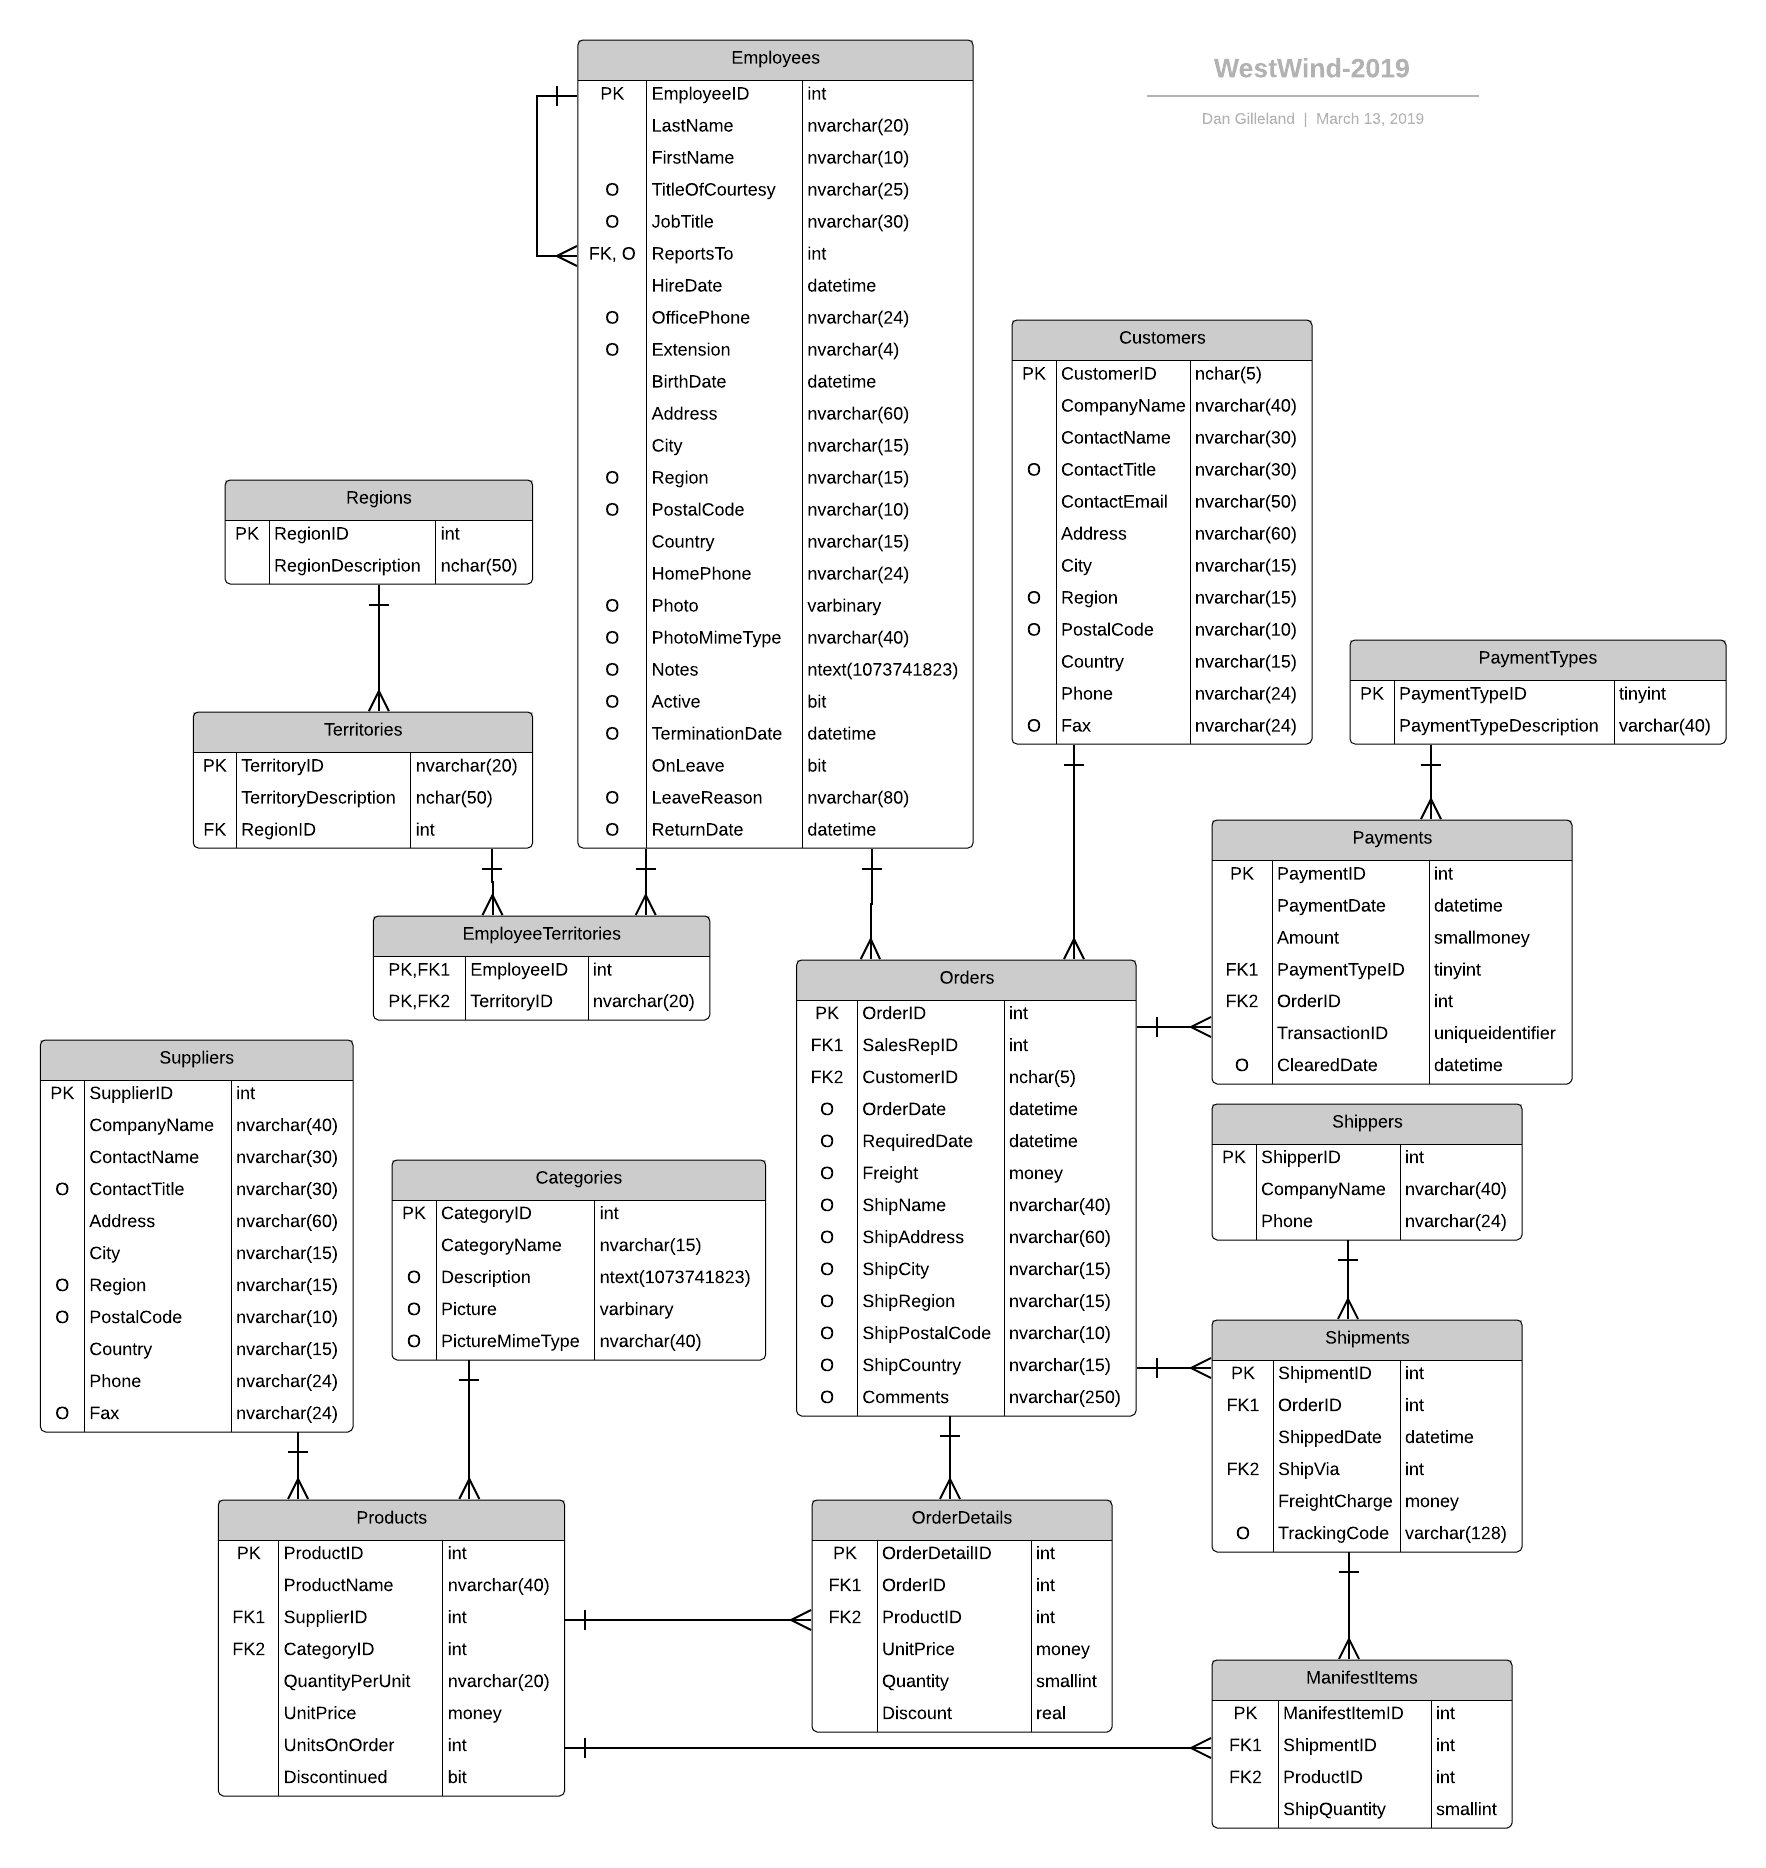 WestWind-2019
Dan Gilleland | March 13, 2019
Employees
PK EmployeeID int
LastName nvarchar(20)
FirstName nvarchar(10)
O TitleOfCourtesy nvarchar(25)
O JobTitle nvarchar(30)
FK, O ReportsTo int
HireDate datetime
O OfficePhone nvarchar(24)
O Extension nvarchar(4)
BirthDate datetime
Address nvarchar(60)
City nvarchar(15)
O Region nvarchar(15)
O PostalCode nvarchar(10)
Country nvarchar(15)
HomePhone nvarchar(24)
O Photo varbinary
O PhotoMimeType nvarchar(40)
O Notes ntext(1073741823)
O Active bit
O TerminationDate datetime
OnLeave bit
O LeaveReason nvarchar(80)
O ReturnDate datetime
Customers
PK CustomerID nchar(5)
CompanyName nvarchar(40)
ContactName nvarchar(30)
O ContactTitle nvarchar(30)
ContactEmail nvarchar(50)
Address nvarchar(60)
City nvarchar(15)
O Region nvarchar(15)
O PostalCode nvarchar(10)
Country nvarchar(15)
Phone nvarchar(24)
O Fax nvarchar(24)
Regions
PK RegionID int
RegionDescription nchar(50)
PaymentTypes
PK PaymentTypeID tinyint
PaymentTypeDescription varchar(40)
Territories
PK TerritoryID nvarchar(20)
TerritoryDescription nchar(50)
FK RegionID int
Payments
PK PaymentID int
PaymentDate datetime
Amount smallmoney
FK1 PaymentTypeID tinyint
FK2 OrderID int
TransactionID uniqueidentifier
O ClearedDate datetime
EmployeeTerritories
PK,FK1 EmployeeID int
PK,FK2 TerritoryID nvarchar(20)
Orders
PK OrderID int
FK1 SalesRepID int
FK2 CustomerID nchar(5)
O OrderDate datetime
O RequiredDate datetime
O Freight money
O ShipName nvarchar(40)
O ShipAddress nvarchar(60)
O ShipCity nvarchar(15)
O ShipRegion nvarchar(15)
O ShipPostalCode nvarchar(10)
O ShipCountry nvarchar(15)
O Comments nvarchar(250)
Suppliers
PK SupplierID int
CompanyName nvarchar(40)
ContactName nvarchar(30)
O ContactTitle nvarchar(30)
Address nvarchar(60)
City nvarchar(15)
O Region nvarchar(15)
O PostalCode nvarchar(10)
Country nvarchar(15)
Phone nvarchar(24)
O Fax nvarchar(24)
Categories
PK CategoryID int
CategoryName nvarchar(15)
O Description ntext(1073741823)
O Picture varbinary
O PictureMimeType nvarchar(40)
Shippers
PK ShipperID int
CompanyName nvarchar(40)
Phone nvarchar(24)
Shipments
PK ShipmentID int
FK1 OrderID int
ShippedDate datetime
FK2 ShipVia int
FreightCharge money
O TrackingCode varchar(128)
Products
PK ProductID int
ProductName nvarchar(40)
FK1 SupplierID int
FK2 CategoryID int
QuantityPerUnit nvarchar(20)
UnitPrice money
UnitsOnOrder int
Discontinued bit
OrderDetails
PK OrderDetailID int
FK1 OrderID int
FK2 ProductID int
UnitPrice money
Quantity smallint
Discount real
ManifestItems
PK ManifestItemID int
FK1 ShipmentID int
FK2 ProductID int
ShipQuantity smallint